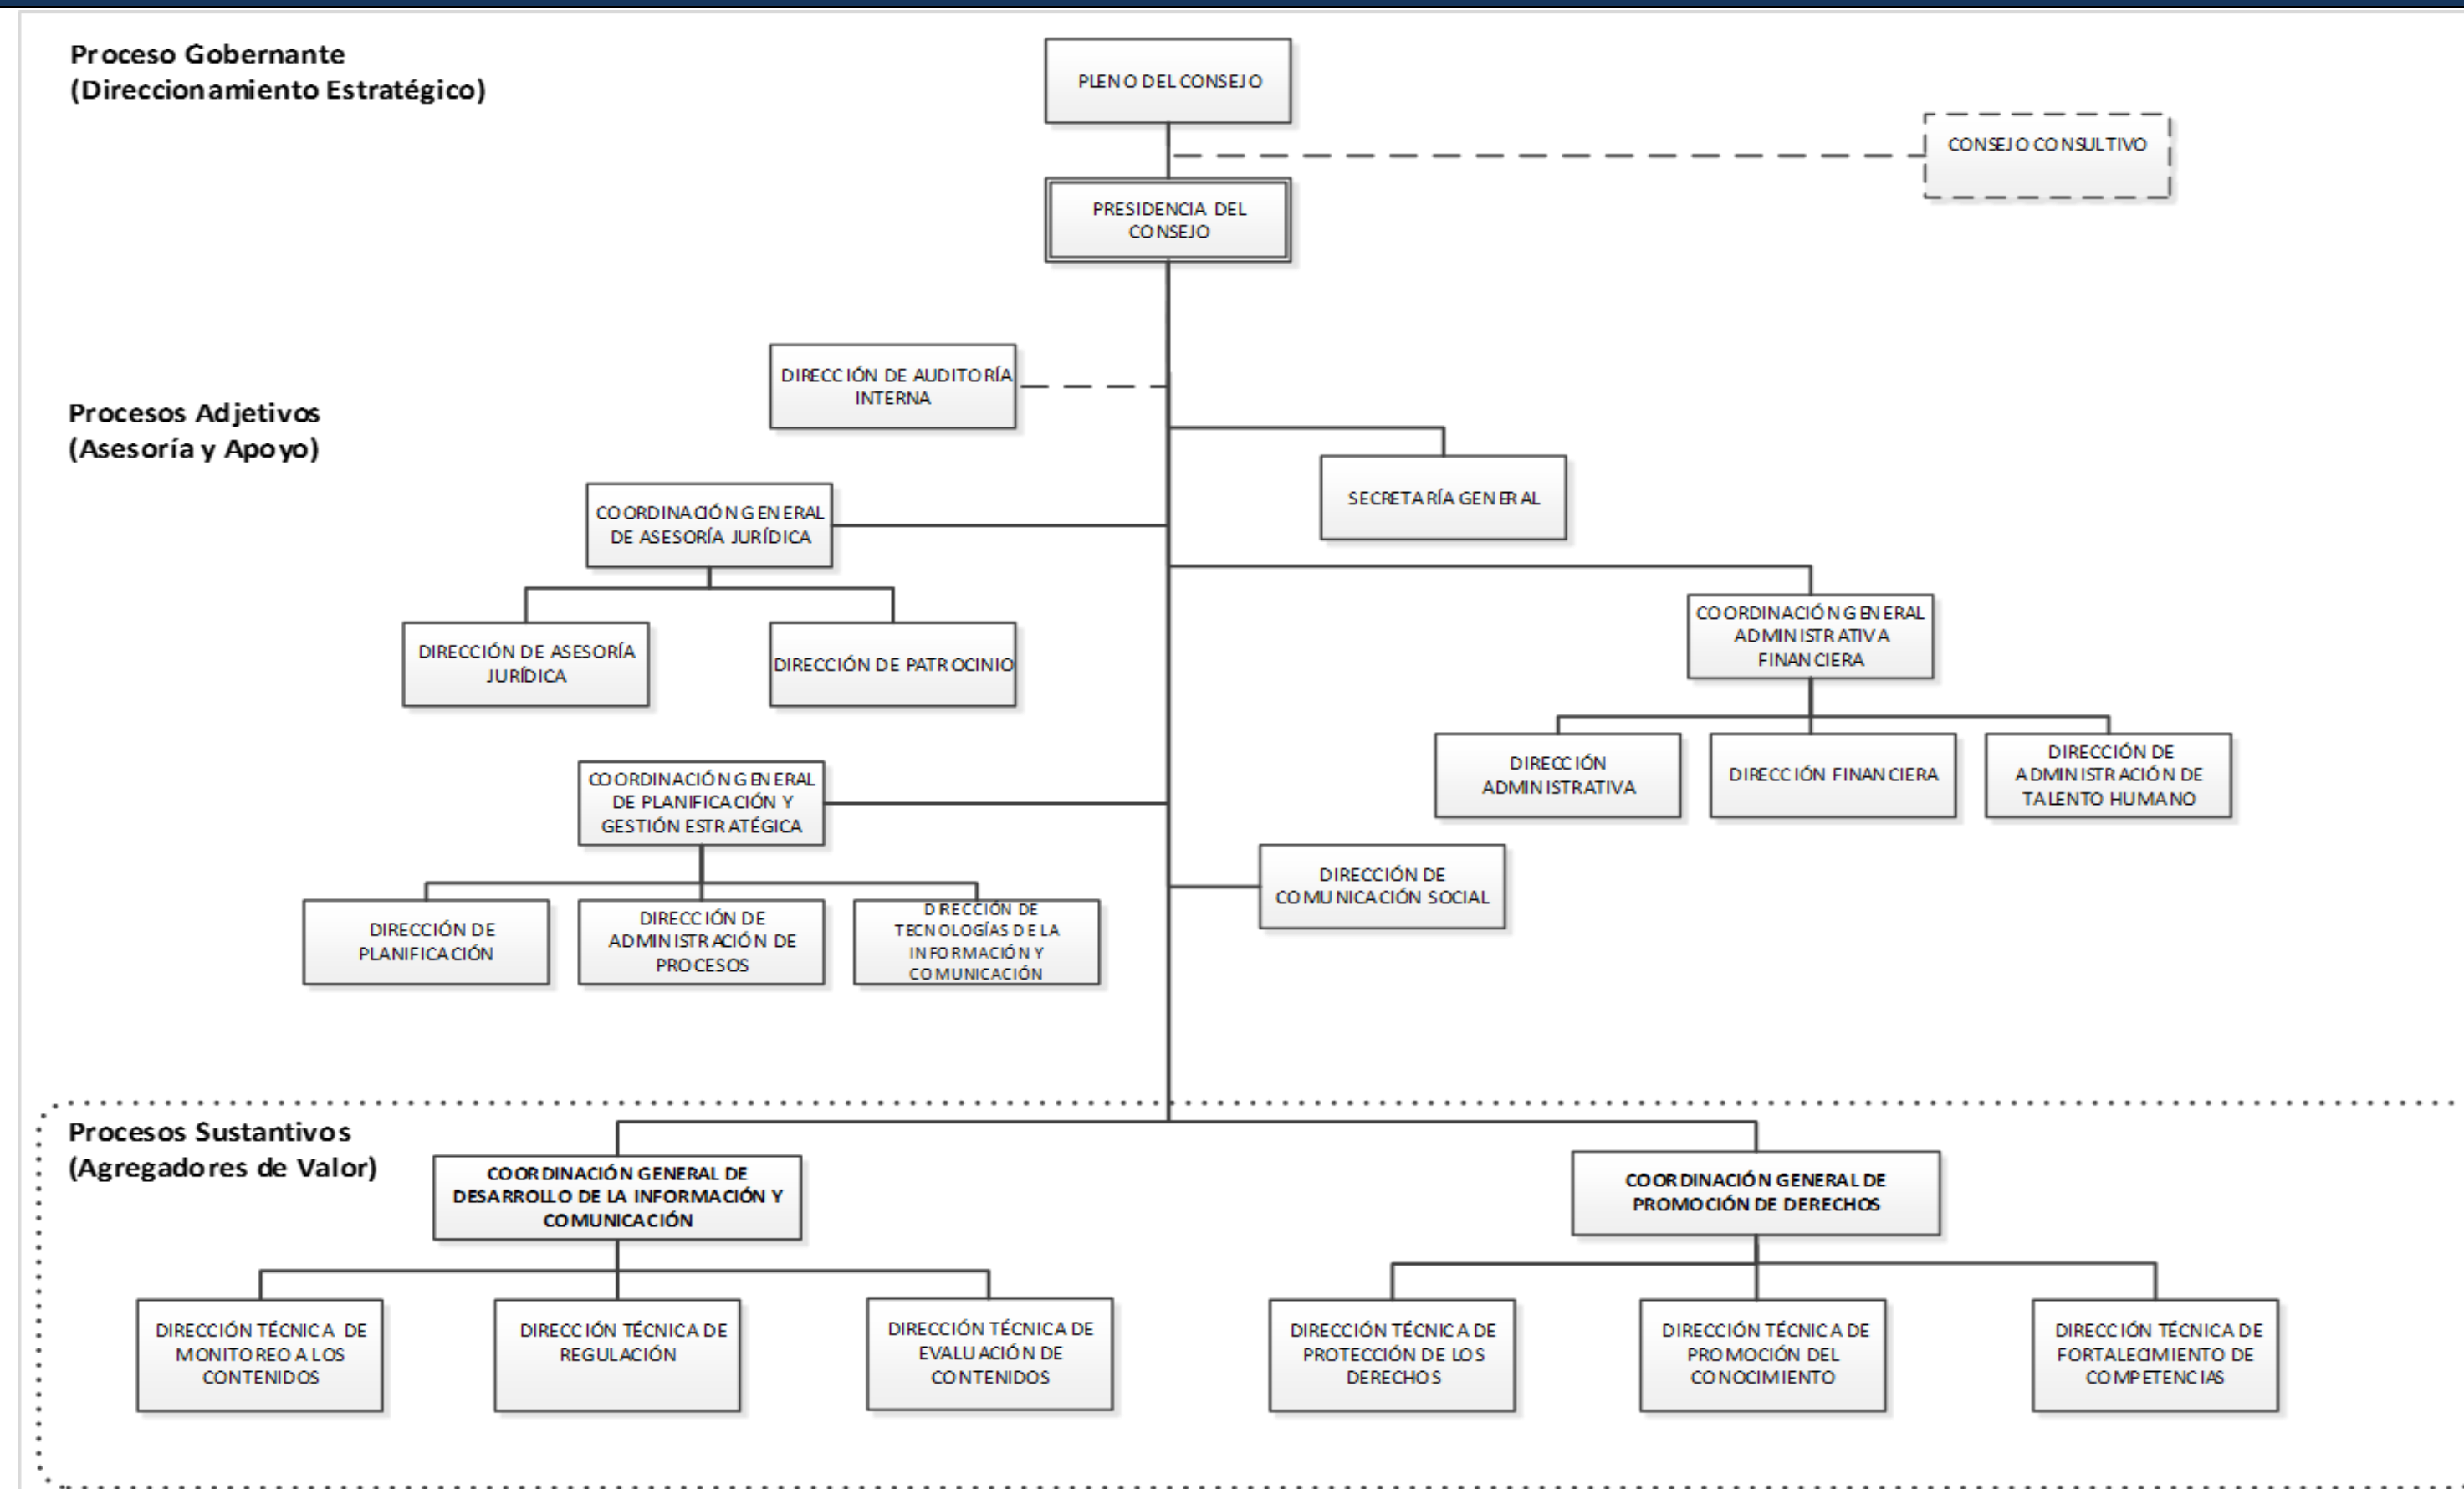 Proceso Gobernante
(Direccionamiento Estratégico)
PLENO DEL CONSEJO
CONSEJO CONSULTIVO
PRESIDENCIA DEL
CONSEJO
DIRECCIÓN DE AUDITORÍA
INTERNA
Procesos Adjetivos
(Asesoría y Apoyo)
SECRETARÍA GENERAL
COORDINACIÓN GENERAL
DE ASESORÍA JURÍDICA
DIRECCIÓN DE ASESORÍA
JURÍDICA
DIRECCIÓN DE PATROCINIO
COORDINACIÓN GENERAL
ADMINISTRATIVA
FINANCIERA
DIRECCIÓN
ADMINISTRATIVA
DIRECCIÓN FINANCIERA
DIRECCIÓN DE
ADMINISTRACIÓN DE
TALENTO HUMANO
COORDINACIÓN GENERAL
DE PLANIFICACIÓN Y
GESTIÓN ESTRATÉGICA
DIRECCIÓN DE
COMUNICACIÓN SOCIAL
DIRECCIÓN DE
PLANIFICACIÓN
DIRECCIÓN DE
ADMINISTRACIÓN DE
PROCESOS
DIRECCIÓN DE
TECNOLOGÍAS DE LA
INFORMACIÓN Y
COMUNICACIÓN
Procesos Sustantivos
(Agregadores de Valor)
COORDINACIÓN GENERAL DE
DESARROLLO DE LA INFORMACIÓN Y
COMUNICACIÓN
COORDINACIÓN GENERAL DE
PROMOCIÓN DE DERECHOS
DIRECCIÓN TÉCNICA DE
MONITOREO A LOS
CONTENIDOS
DIRECCIÓN TÉCNICA DE
REGULACIÓN
DIRECCIÓN TÉCNICA DE
EVALUACIÓN DE
CONTENIDOS
DIRECCIÓN TÉCNICA DE
PROTECCIÓN DE LOS
DERECHOS
DIRECCIÓN TÉCNICA DE
PROMOCIÓN DEL
CONOCIMIENTO
DIRECCIÓN TÉCNICA DE
FORTALECIMIENTO DE
COMPETENCIAS